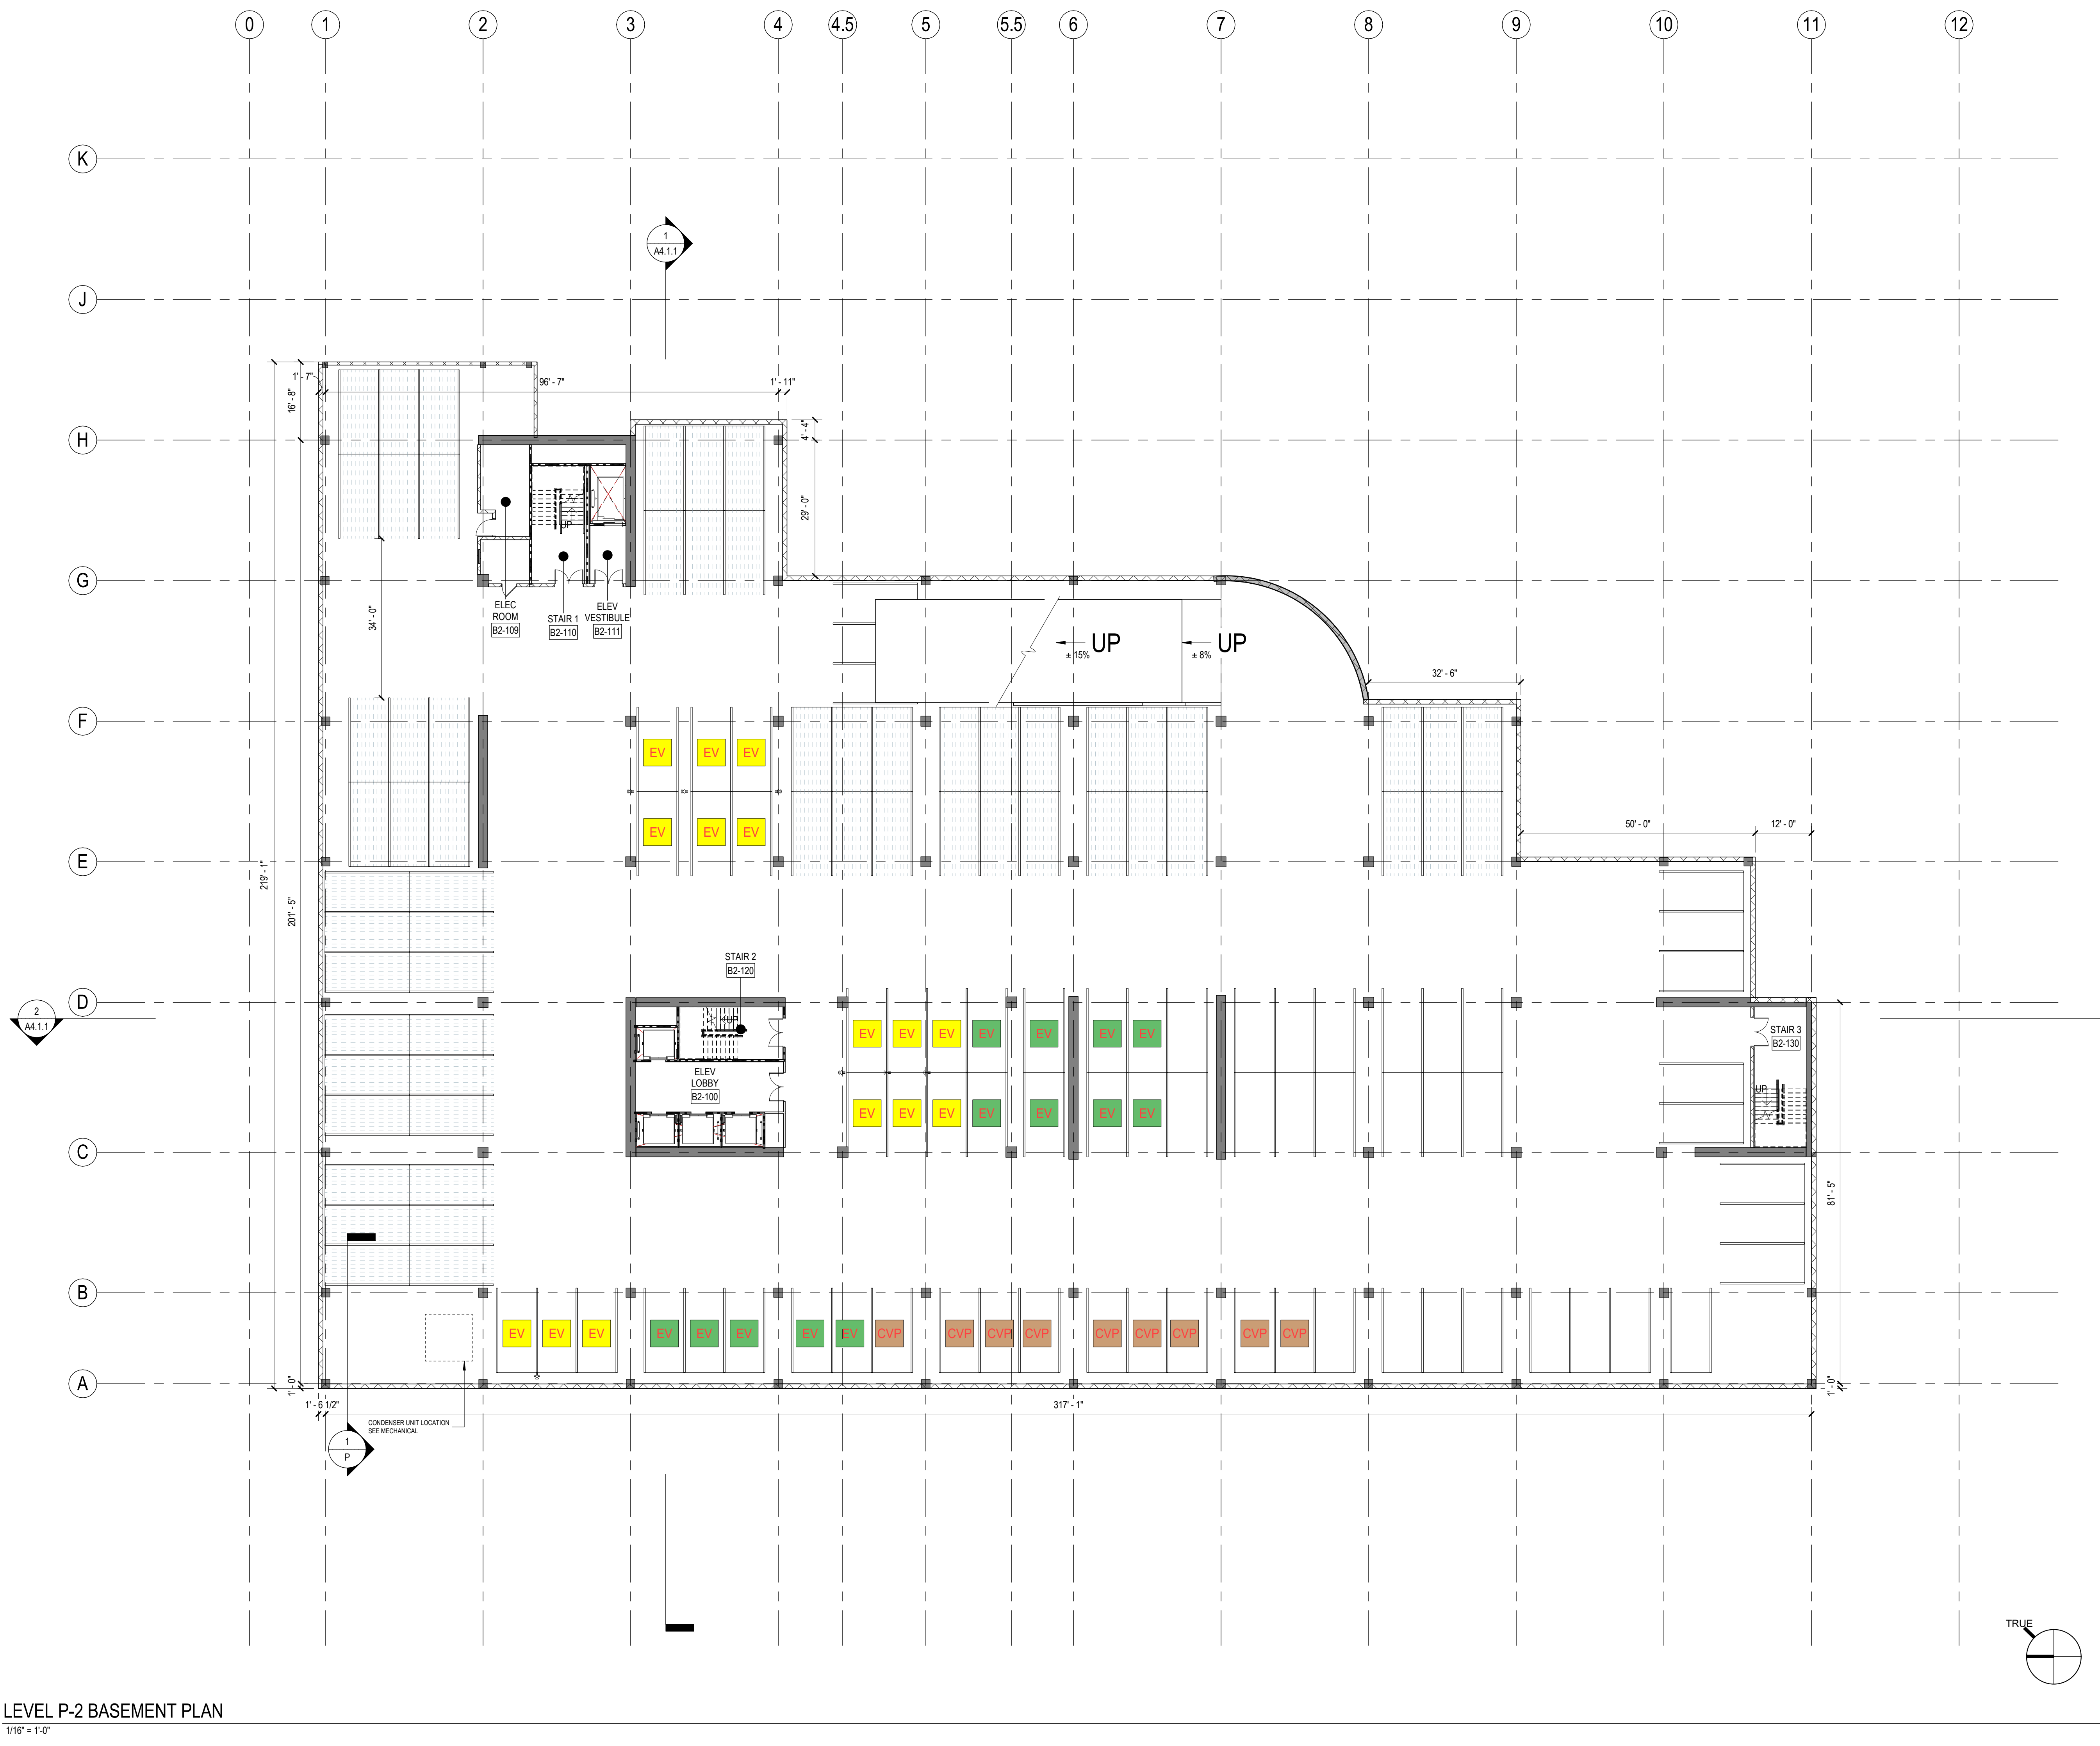 0 1 2 3 4 4.5 5 5.5 6 7 8 9 10 11 12
K
1
A4.1.1
J
1' - 7"
96' - 7"
1' - 11"
16' - 8"
H
4' - 4"
29' - 0"
UP
G
ELEC
ROOM
B2-109
STAIR 1
B2-110
ELEV
VESTIBULE
B2-111
34' - 0"
UP
± 15%
UP
± 8%
32' - 6"
F
EV EV EV
EV EV EV
50' - 0"
12' - 0"
E
219' - 1"
201' - 5"
STAIR 2
B2-120
D
2
A4.1.1
UP
EV EV EV EV EV EV EV
STAIR 3
B2-130
ELEV
LOBBY
B2-100
UP
EV EV EV EV EV EV EV
C
81' - 5"
B
EV EV EV EV EV EV EV EV CVP CVP CVP CVP CVP CVP CVP CVP CVP
A
1' - 0"
1' - 0"
1' - 6 1/2"
317' - 1"
CONDENSER UNIT LOCATION
SEE MECHANICAL
1
P
TRUE
LEVEL P-2 BASEMENT PLAN
1/16" = 1'-0"